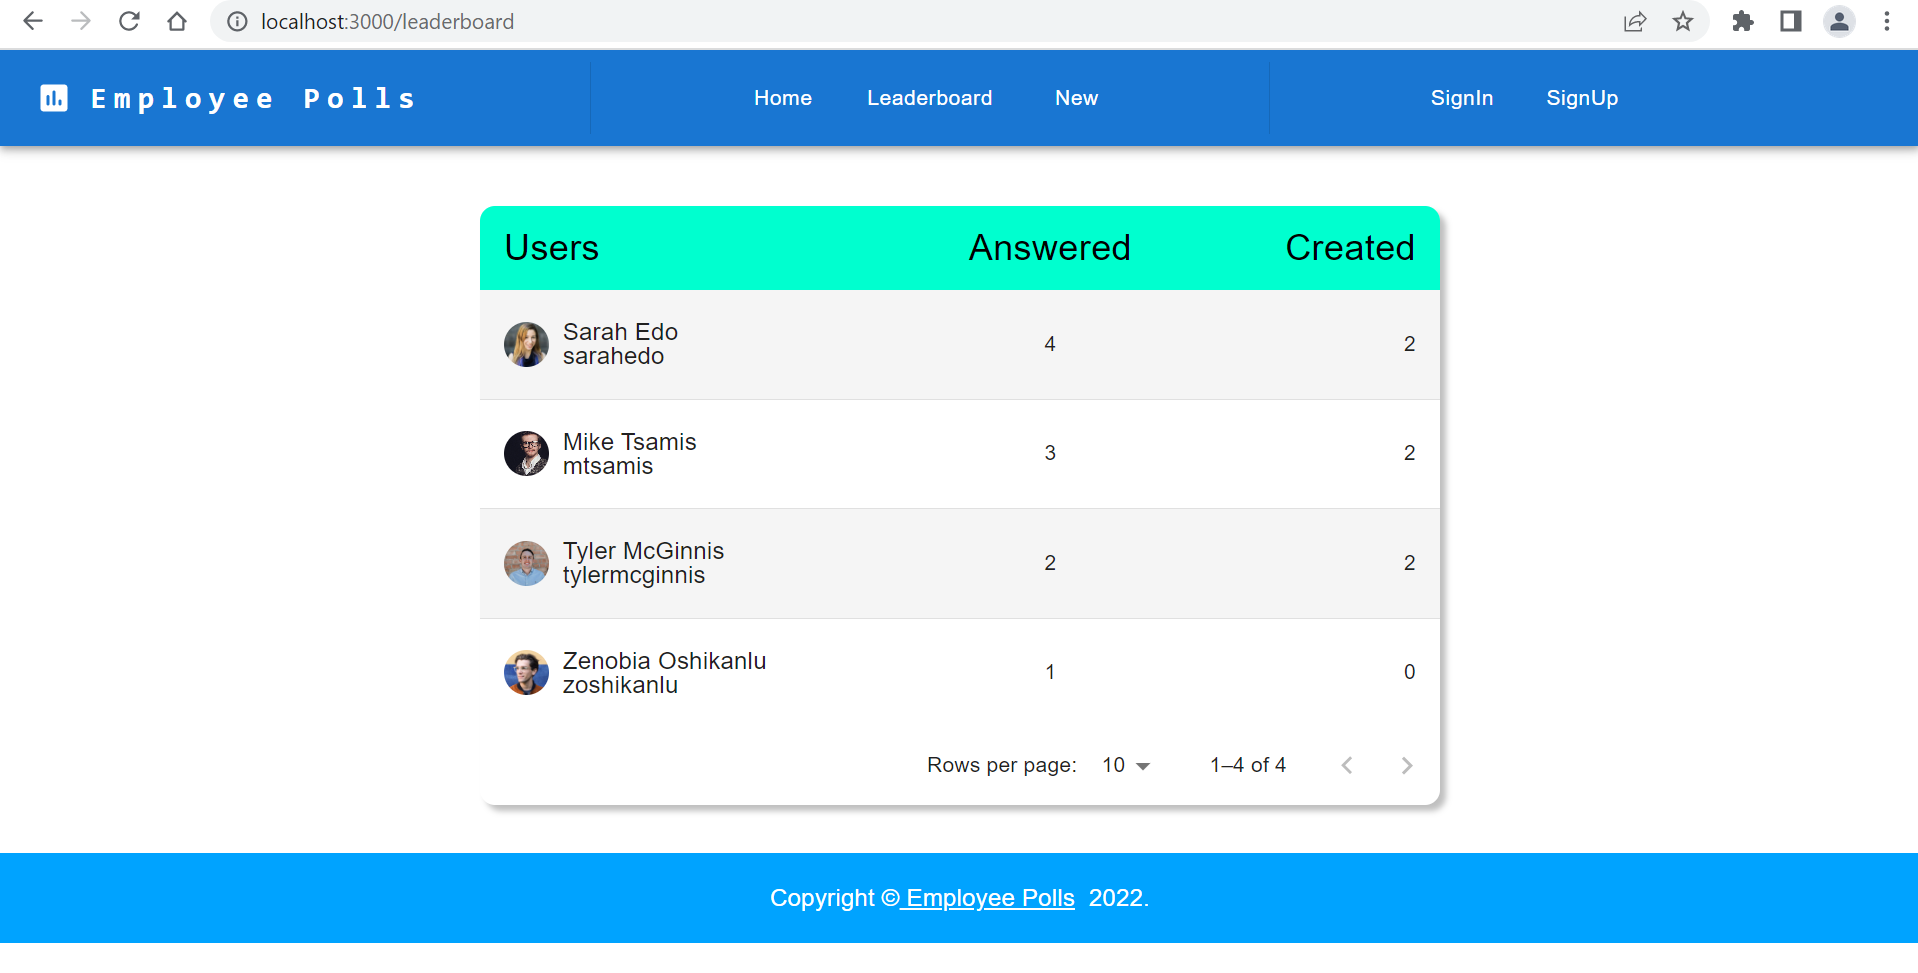 localhost:3000/leaderboard
Employee Polls Home Leaderboard New SignIn SignUp
Users Answered Created
Sarah Edo
sarahedo
4 2
Mike Tsamis
mtsamis
3 2
Tyler McGinnis
tylermcginnis
2 2
Zenobia Oshikanlu
zoshikanlu
1 0
Rows per page: 10 1–4 of 4
Copyright © Employee Polls 2022.